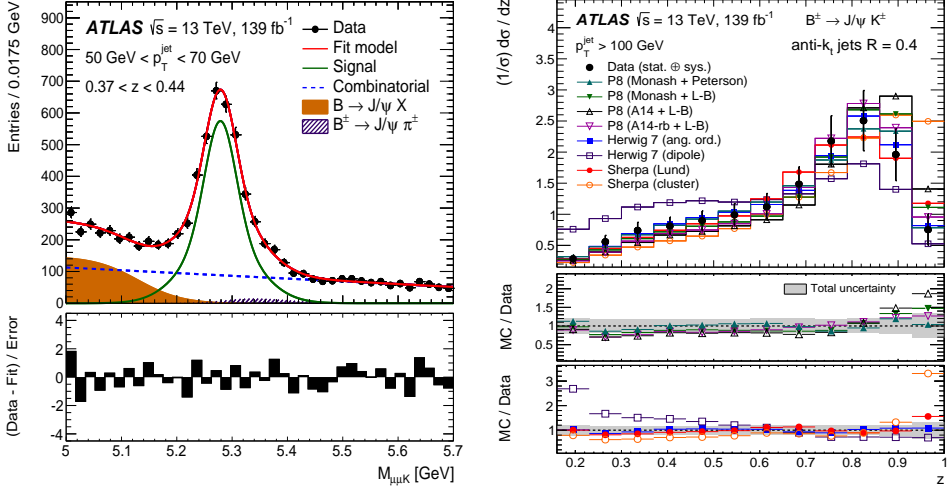 ATLAS √s = 13 TeV, 139 fb⁻¹
50 GeV < p_T^jet < 70 GeV
0.37 < z < 0.44
Data
Fit model
Signal
Combinatorial
B → J/ψ X
B± → J/ψ π±
Entries / 0.0175 GeV
900
800
700
600
500
400
300
200
100
0
(Data - Fit) / Error
4
2
0
-2
-4
5 5.1 5.2 5.3 5.4 5.5 5.6 5.7
M_μμK [GeV]
ATLAS √s = 13 TeV, 139 fb⁻¹ B± → J/ψ K±
p_T^jet > 100 GeV
anti-k_t jets R = 0.4
Data (stat. ⊕ sys.)
P8 (Monash + Peterson)
P8 (Monash + L-B)
P8 (A14 + L-B)
P8 (A14-rb + L-B)
Herwig 7 (ang. ord.)
Herwig 7 (dipole)
Sherpa (Lund)
Sherpa (cluster)
(1/σ) dσ / dz
4
3.5
3
2.5
2
1.5
1
0.5
Total uncertainty
MC / Data
2
1.5
1
0.5
MC / Data
3
2
1
0.2 0.3 0.4 0.5 0.6 0.7 0.8 0.9 1
z